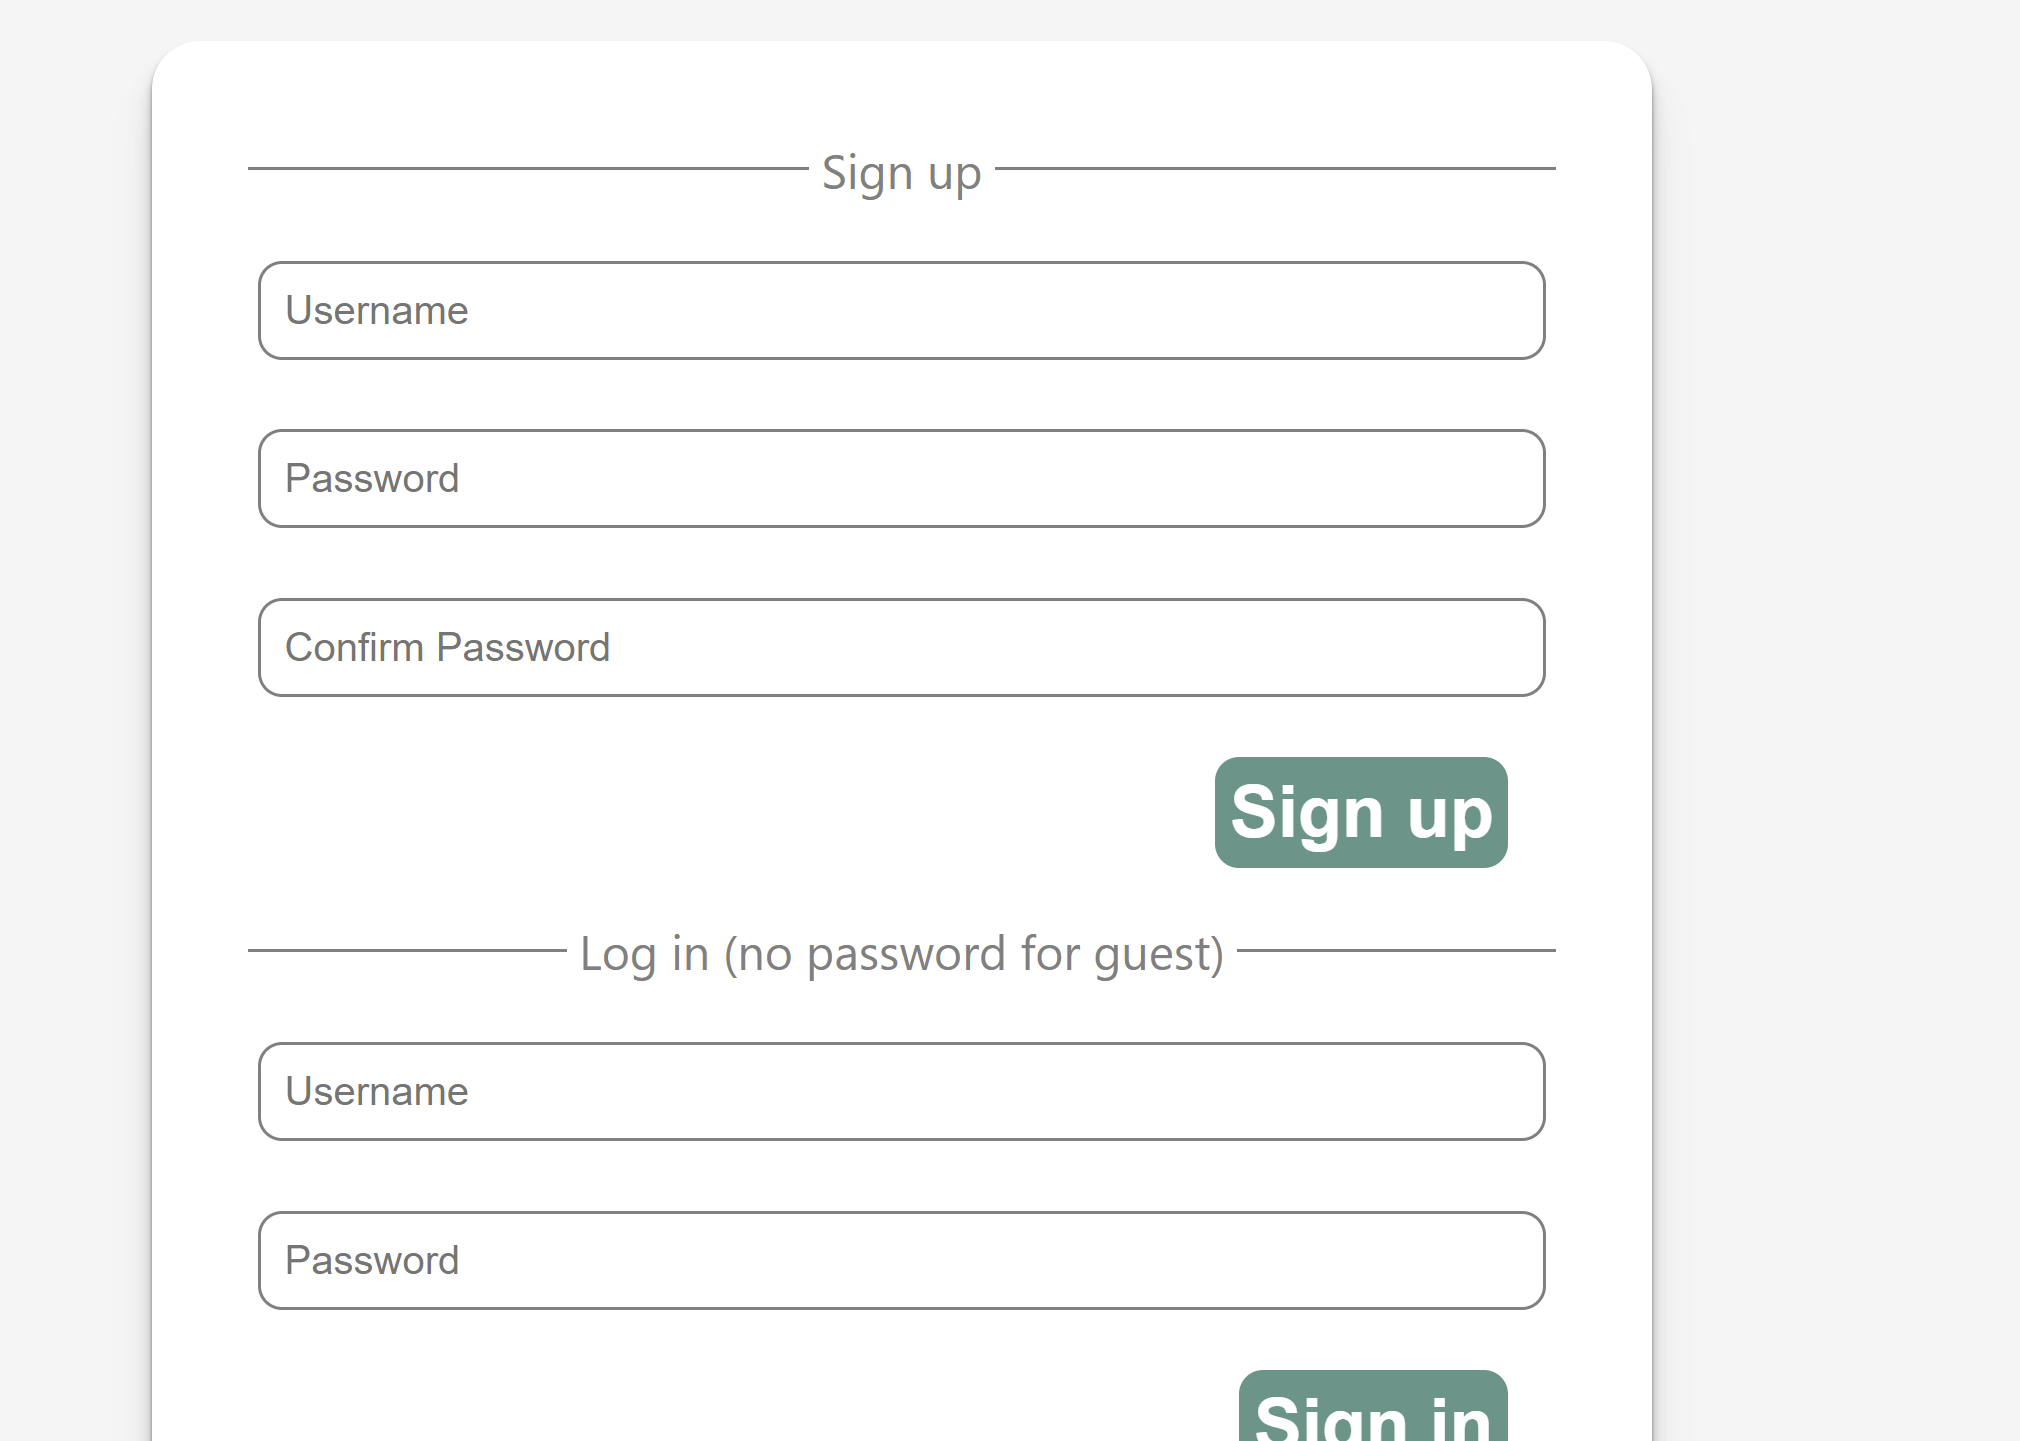 Sign up
Username
Password
Confirm Password
Sign up
Log in (no password for guest)
Username
Password
Sign in